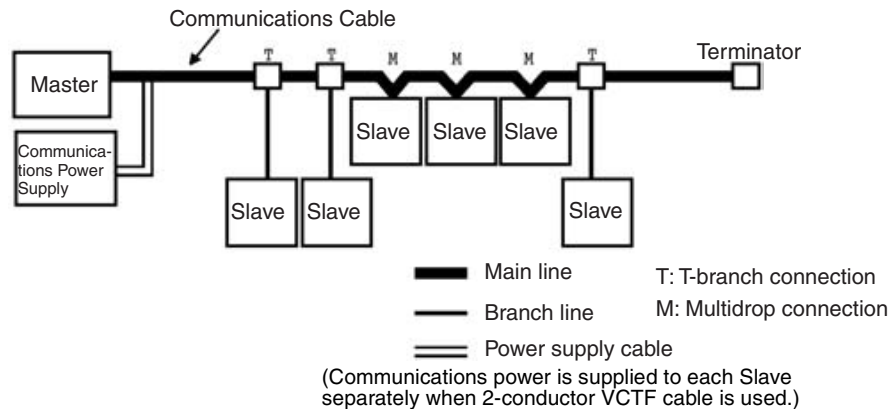 Communications Cable
T T M M M T
Terminator
Master
Communica-
tions Power
Supply
Slave Slave Slave
Slave Slave Slave
Main line
T: T-branch connection
Branch line
M: Multidrop connection
Power supply cable
(Communications power is supplied to each Slave
separately when 2-conductor VCTF cable is used.)